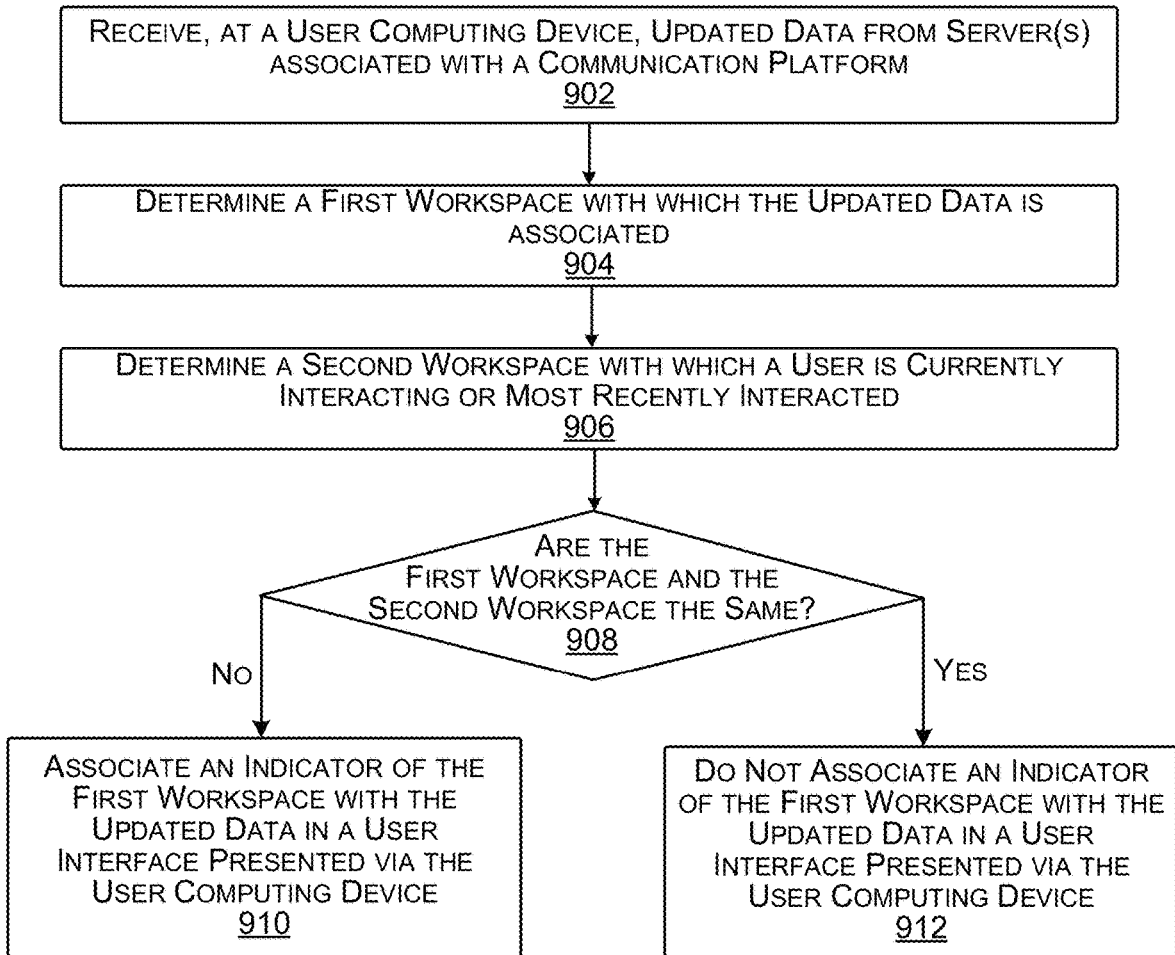 RECEIVE, AT A USER COMPUTING DEVICE, UPDATED DATA FROM SERVER(S)
ASSOCIATED WITH A COMMUNICATION PLATFORM
902
DETERMINE A FIRST WORKSPACE WITH WHICH THE UPDATED DATA IS
ASSOCIATED
904
DETERMINE A SECOND WORKSPACE WITH WHICH A USER IS CURRENTLY
INTERACTING OR MOST RECENTLY INTERACTED
906
ARE THE
FIRST WORKSPACE AND THE
SECOND WORKSPACE THE SAME?
908
NO
YES
ASSOCIATE AN INDICATOR OF THE
FIRST WORKSPACE WITH THE
UPDATED DATA IN A USER
INTERFACE PRESENTED VIA THE
USER COMPUTING DEVICE
910
DO NOT ASSOCIATE AN INDICATOR
OF THE FIRST WORKSPACE WITH THE
UPDATED DATA IN A USER
INTERFACE PRESENTED VIA THE
USER COMPUTING DEVICE
912